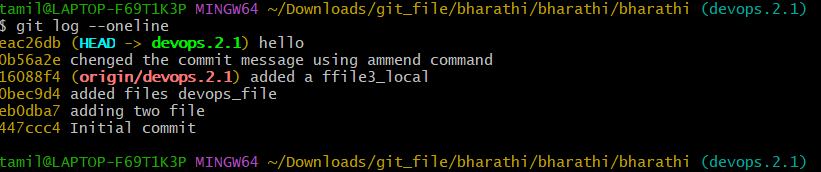 tamil@LAPTOP-F69T1K3P MINGW64 ~/Downloads/git_file/bharathi/bharathi/bharathi (devops.2.1)
$ git log --oneline
eac26db (HEAD -> devops.2.1) hello
0b56a2e chenged the commit message using ammend command
16088f4 (origin/devops.2.1) added a ffile3_local
0bec9d4 added files devops_file
eb0dba7 adding two file
447ccc4 Initial commit
tamil@LAPTOP-F69T1K3P MINGW64 ~/Downloads/git_file/bharathi/bharathi/bharathi (devops.2.1)